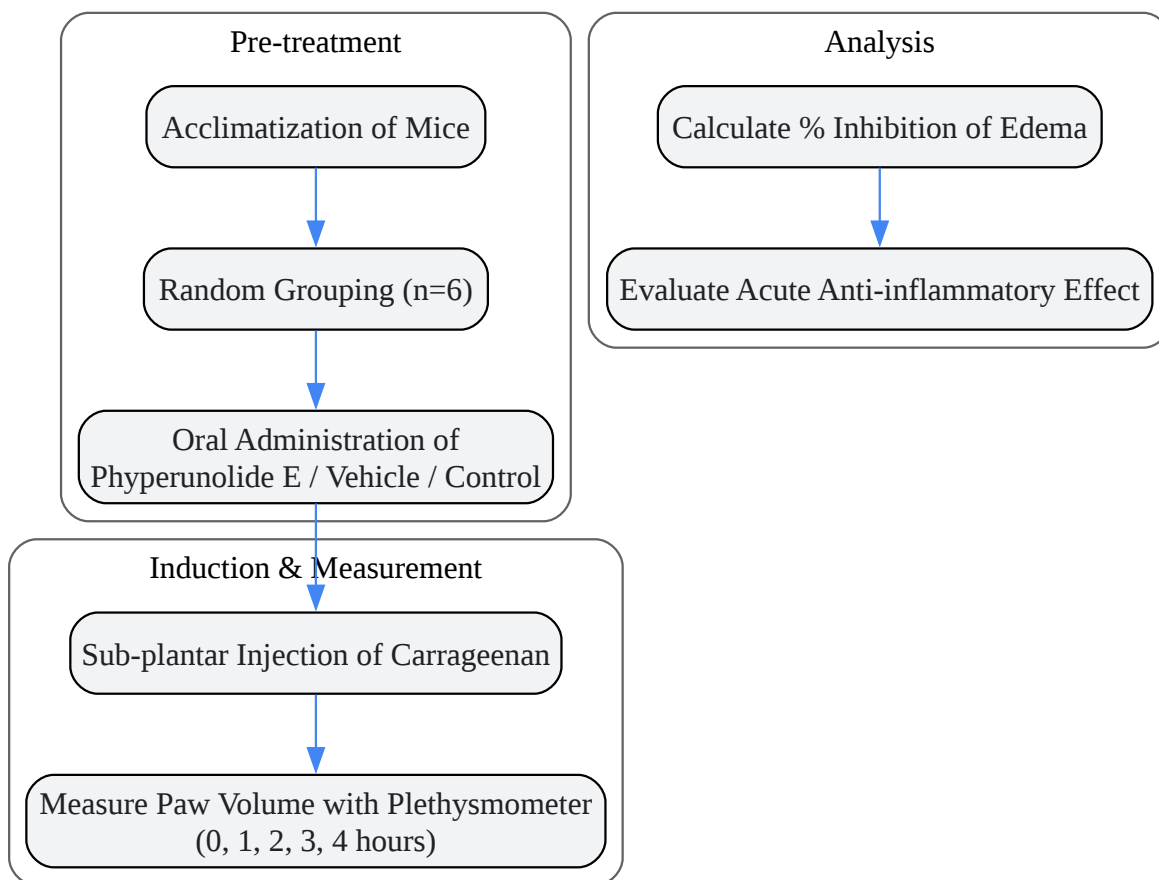 Pre-treatment
Acclimatization of Mice
Random Grouping (n=6)
Oral Administration of
Phyperunolide E / Vehicle / Control
Induction & Measurement
Sub-plantar Injection of Carrageenan
Measure Paw Volume with Plethysmometer
(0, 1, 2, 3, 4 hours)
Analysis
Calculate % Inhibition of Edema
Evaluate Acute Anti-inflammatory Effect